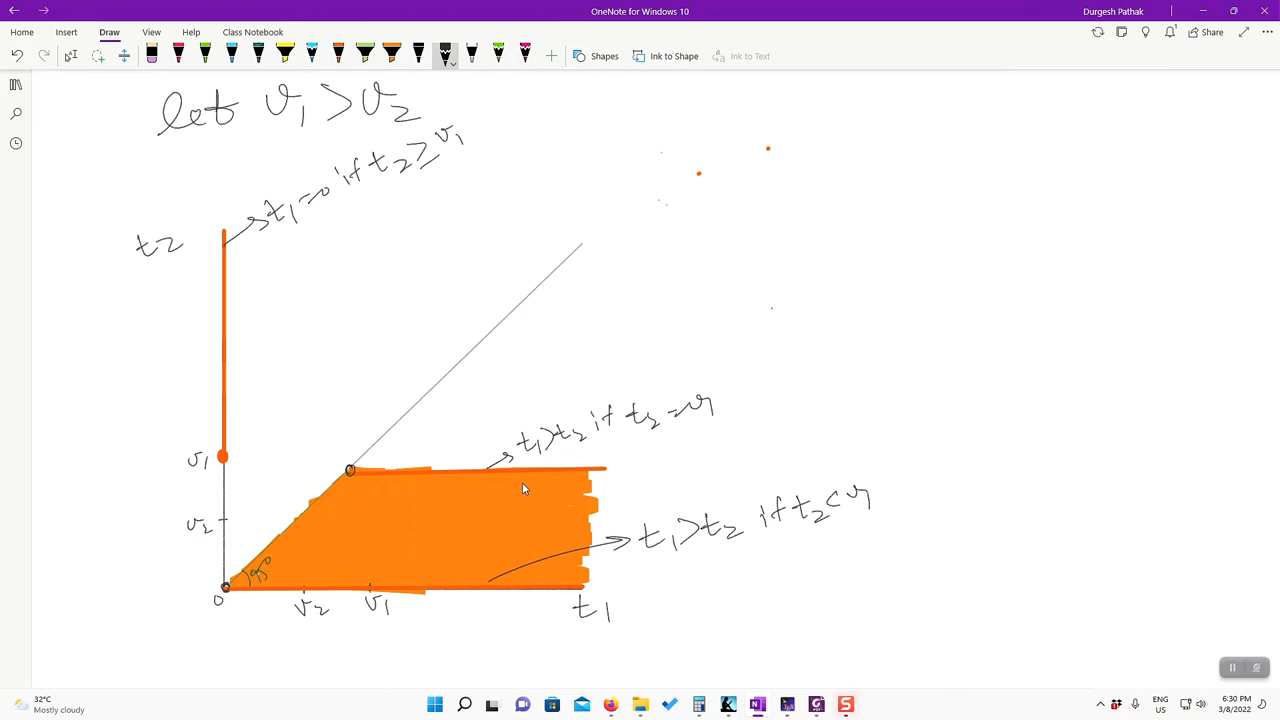 OneNote for Windows 10
Durgesh Pathak
Home Insert Draw View Help Class Notebook
Share
Shapes
Ink to Shape
Ink to Text
let v1 > v2
t1=0 if t2 ≥ v1
t2
t1>t2 if t2 = v1
v1
t1>t2 if t2 < v1
v2
45°
0
v2
v1
t1
32°C
Mostly cloudy
ENG
US
6:30 PM
3/8/2022